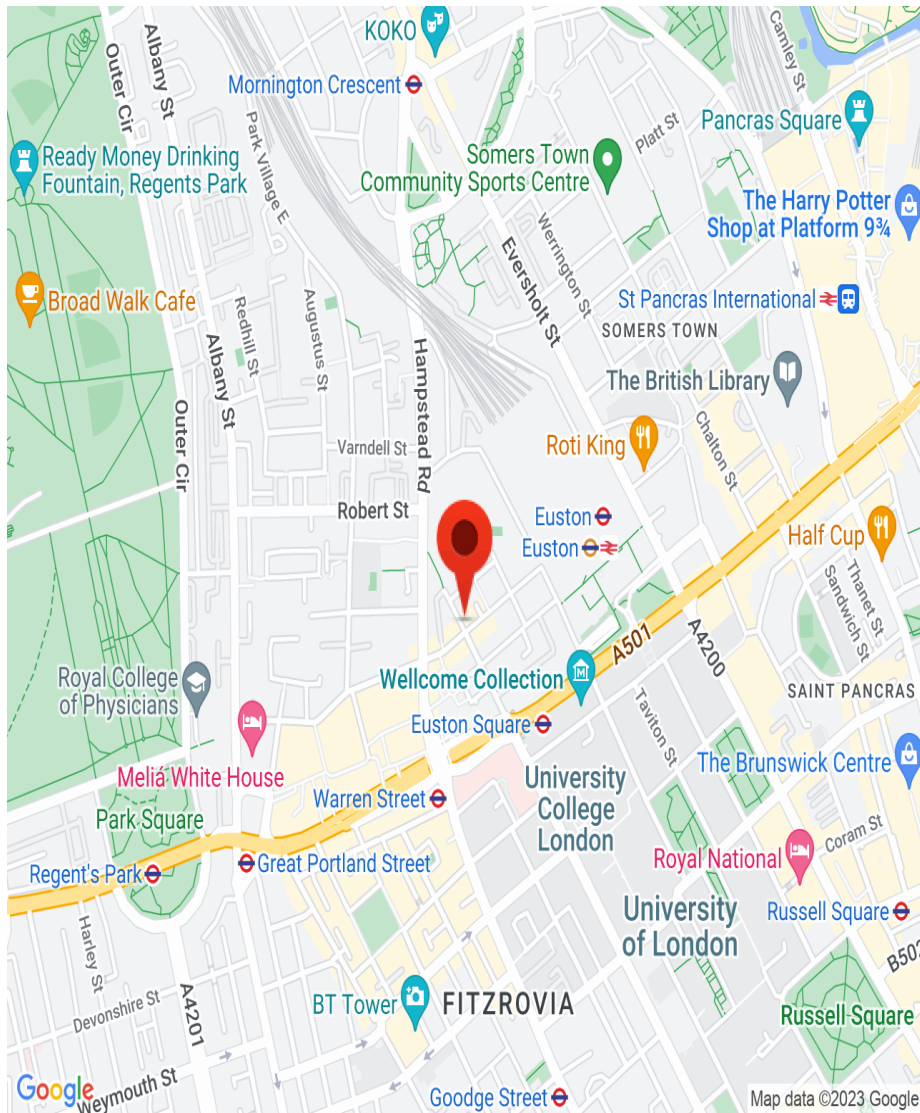 KOKO
Mornington Crescent
Outer Cir
Albany St
Park Village E
Camley St
Pancras Square
Platt St
Somers Town
Community Sports Centre
Ready Money Drinking
Fountain, Regents Park
The Harry Potter
Shop at Platform 9¾
Werrington St
Eversholt St
Broad Walk Cafe
St Pancras International
SOMERS TOWN
Redhill St
Augustus St
Albany St
Hampstead Rd
The British Library
Outer Cir
Chalton St
Roti King
Varndell St
Robert St
Euston
Euston
Half Cup
Thanet St
Sandwich St
A501
A4200
Royal College
of Physicians
Wellcome Collection
SAINT PANCRAS
Euston Square
Taviton St
Meliá White House
The Brunswick Centre
University
College
London
Warren Street
Park Square
Coram St
Great Portland Street
Regent's Park
Royal National
University
of London
Russell Square
Harley St
B502
Devonshire St
A4201
BT Tower
FITZROVIA
Russell Square
Weymouth St
Google
Goodge Street
Map data ©2023 Google